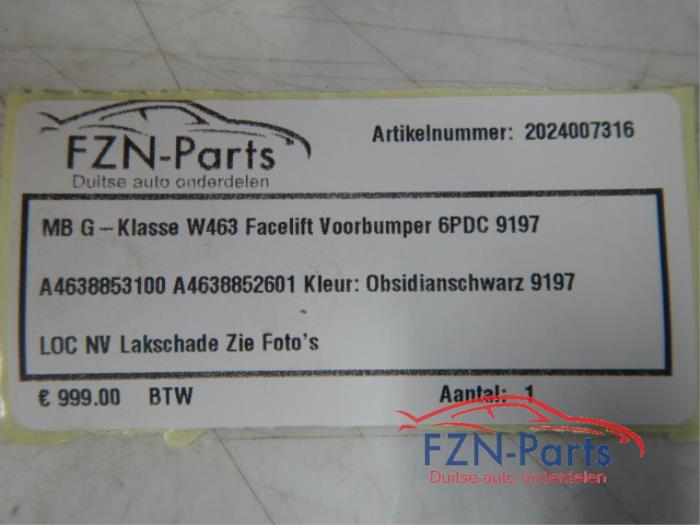 FZN-Parts
Duitse auto onderdelen
Artikelnummer: 2024007316
MB G-Klasse W463 Facelift Voorbumper 6PDC 9197
A4638853100 A4638852601 Kleur: Obsidianschwarz 9197
LOC NV Lakschade Zie Foto's
€ 999.00 BTW
Aantal: 1
FZN-Parts
Duitse auto onderdelen